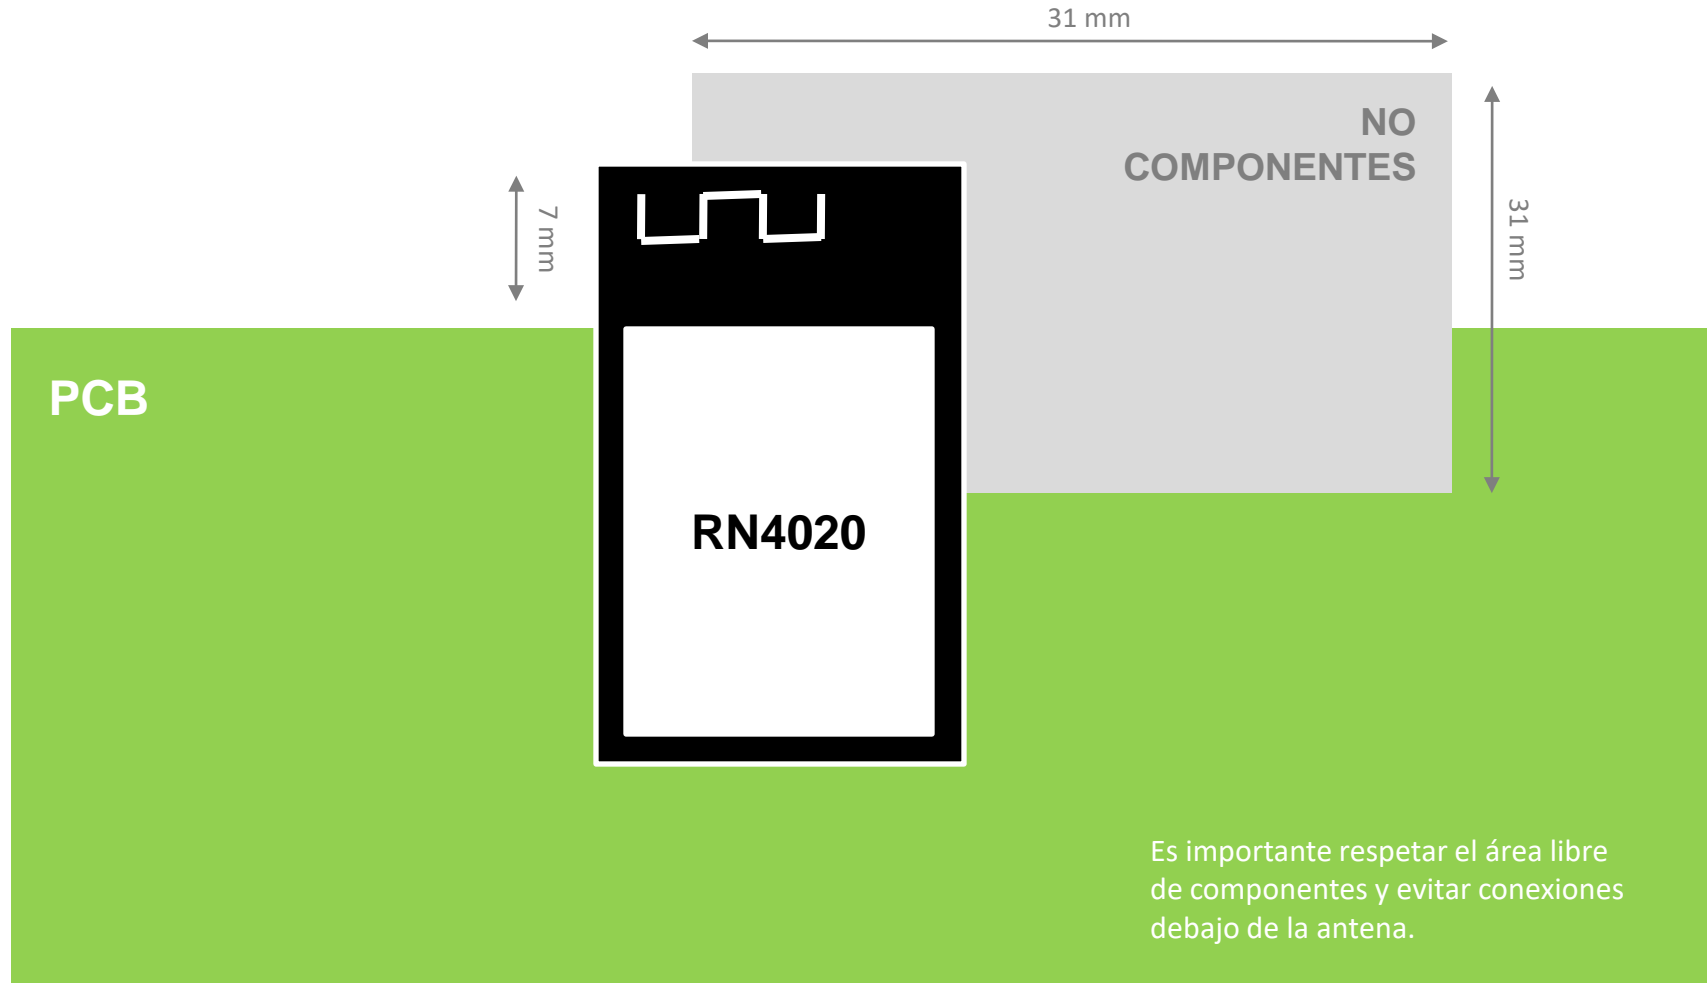 31 mm
NO
COMPONENTES
7 mm
31 mm
PCB
RN4020
Es importante respetar el área libre
de componentes y evitar conexiones
debajo de la antena.